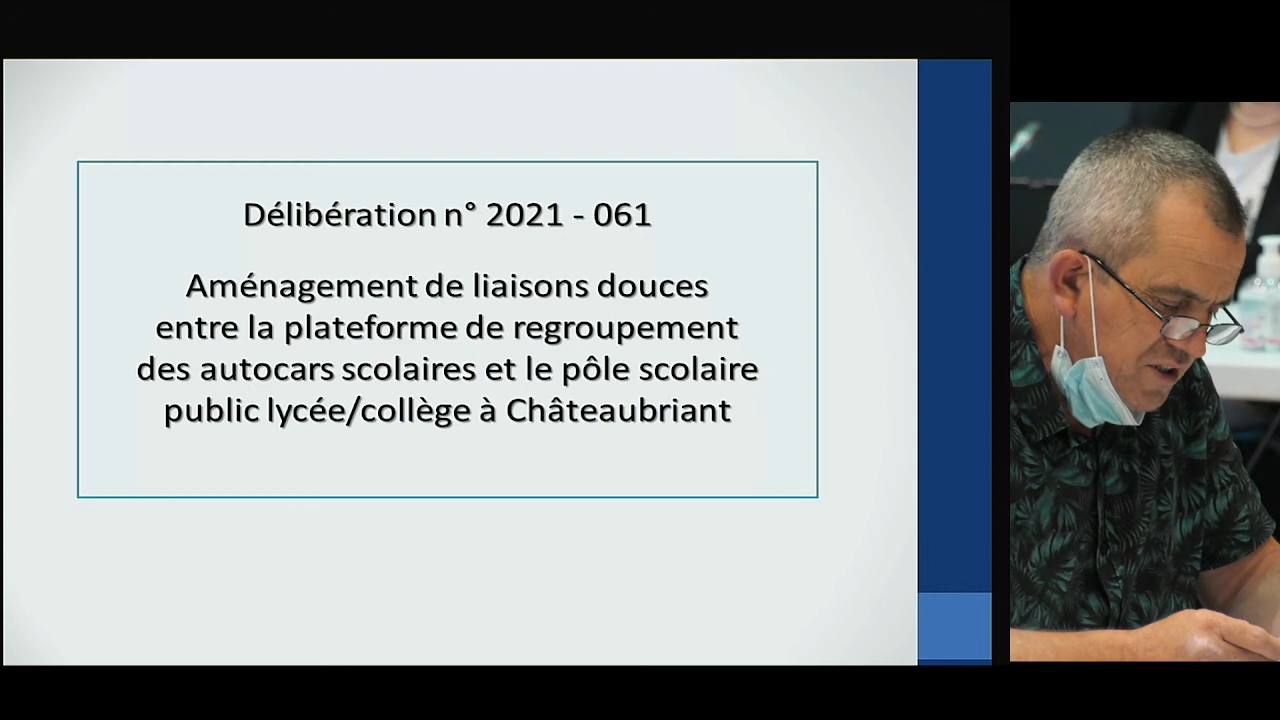 Délibération n° 2021 - 061
Aménagement de liaisons douces
entre la plateforme de regroupement
des autocars scolaires et le pôle scolaire
public lycée/collège à Châteaubriant